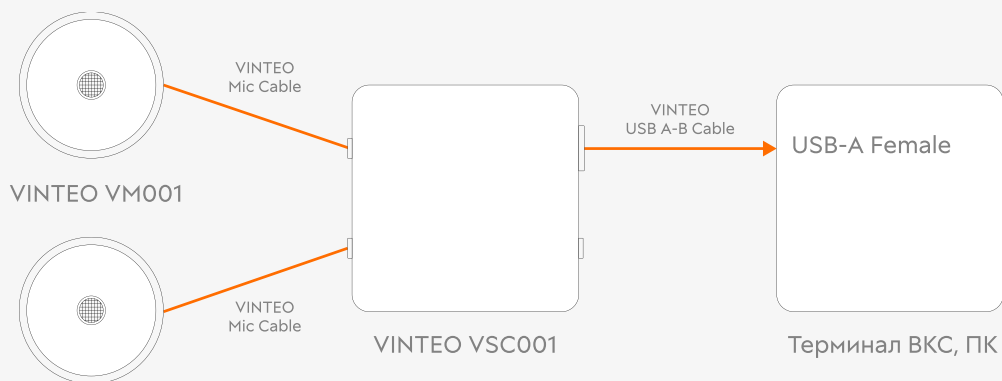 VINTEO
Mic Cable
VINTEO VM001
VINTEO
Mic Cable
VINTEO VSC001
VINTEO
USB A-B Cable
USB-A Female
Терминал ВКС, ПК